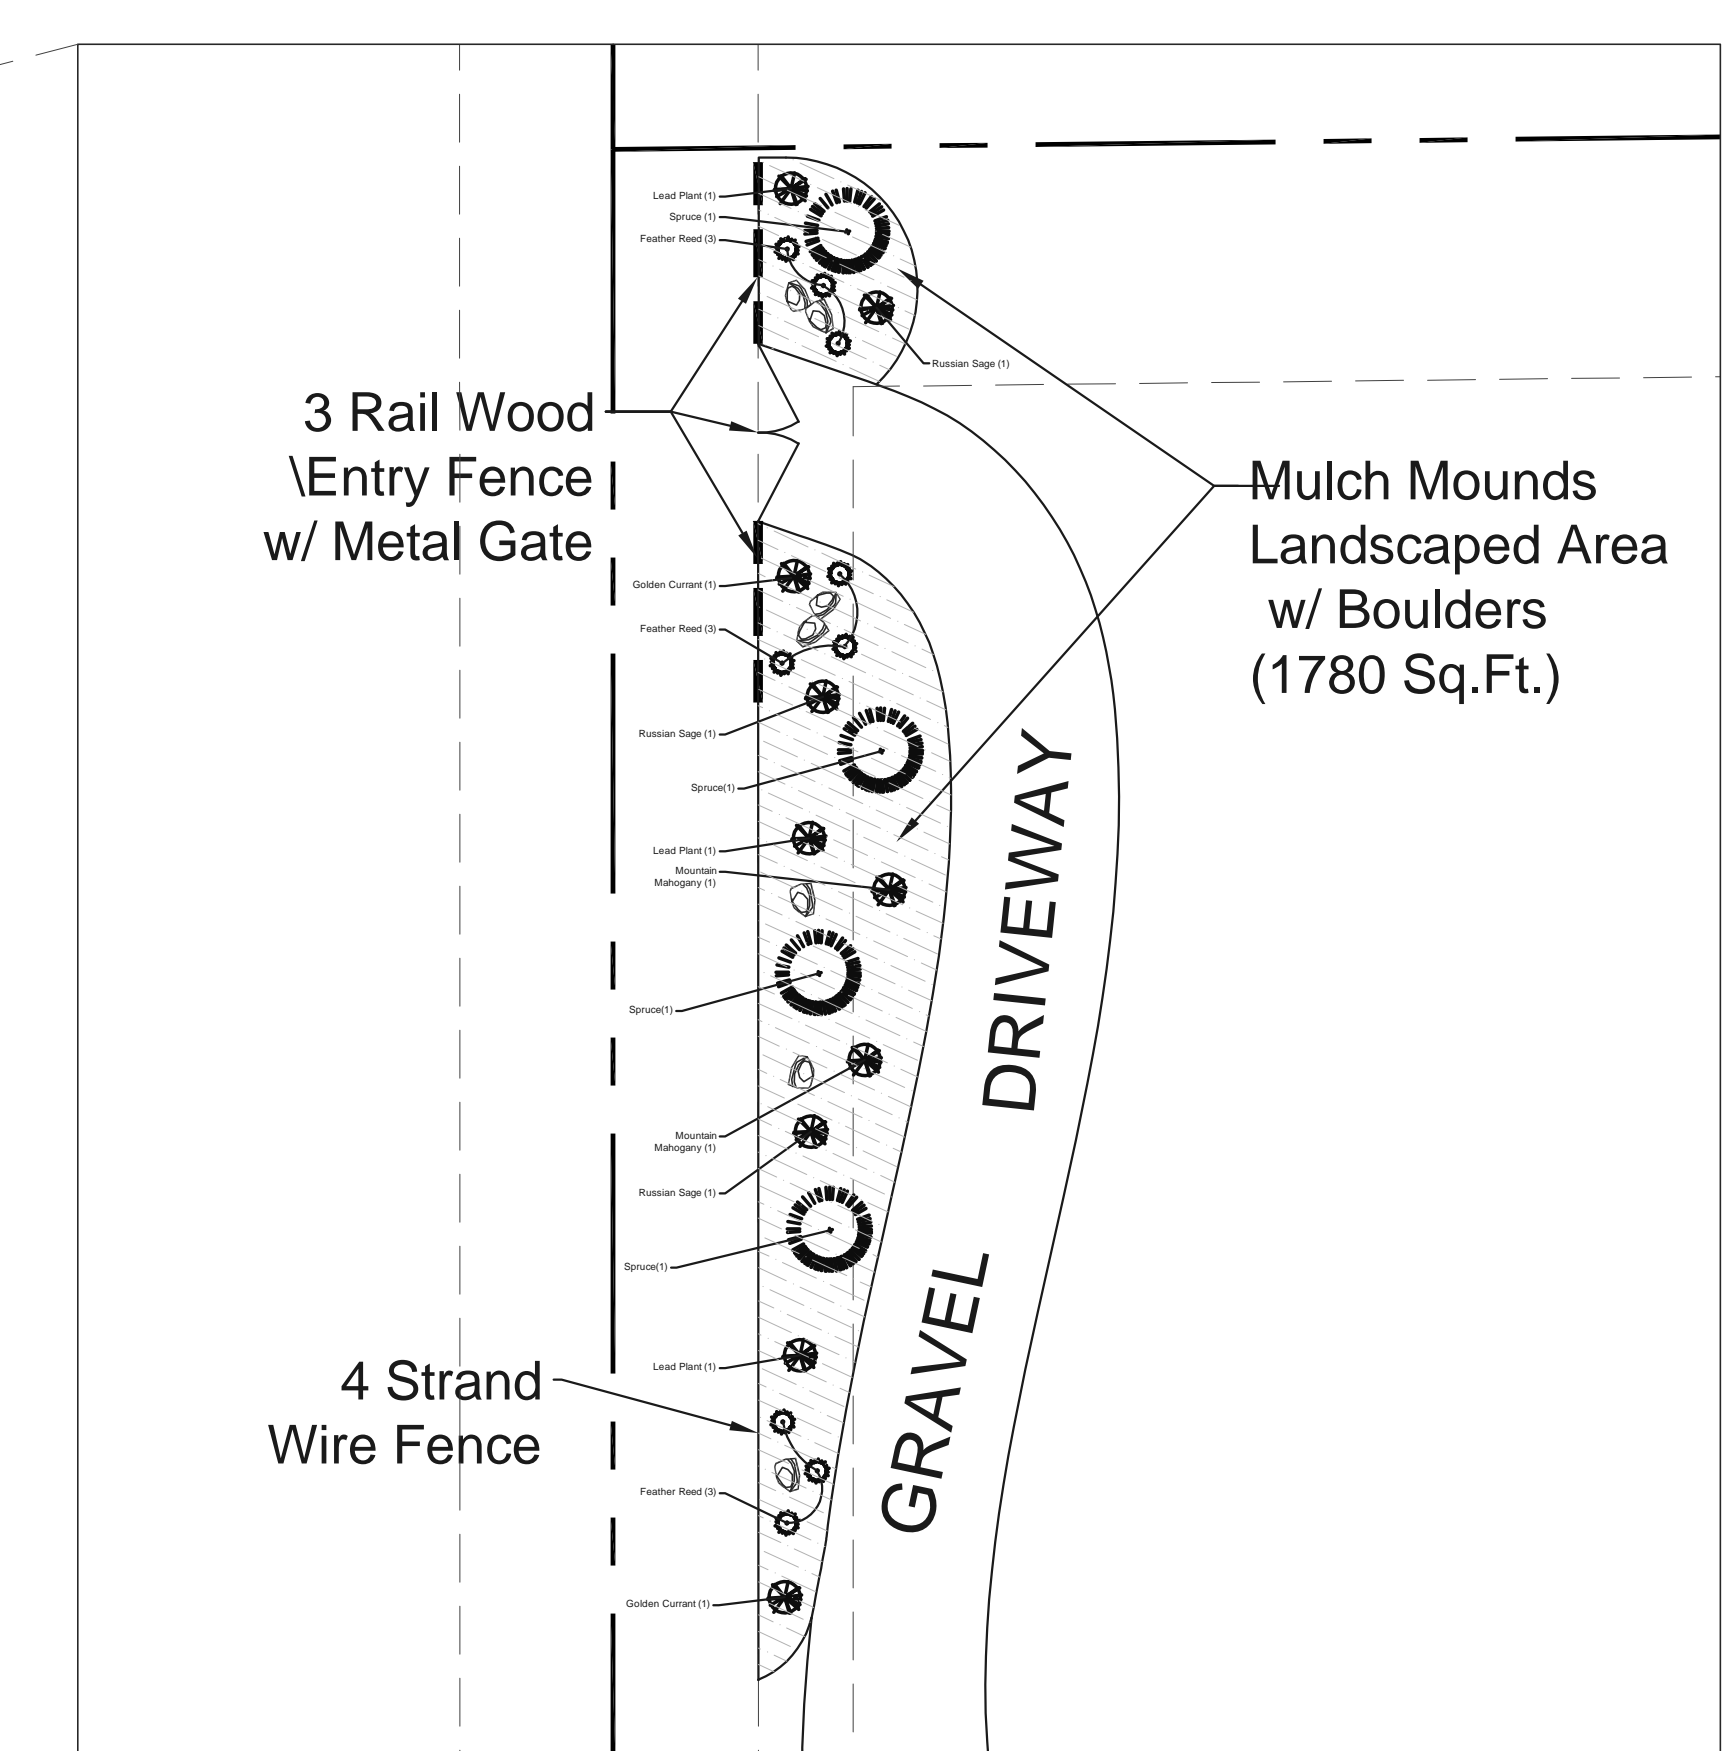 Lead Plant (1)
Spruce (1)
Feather Reed (3)
Russian Sage (1)
3 Rail Wood
\Entry Fence
w/ Metal Gate
Mulch Mounds
Landscaped Area
w/ Boulders
(1780 Sq.Ft.)
Golden Currant (1)
Feather Reed (3)
Russian Sage (1)
Spruce(1)
Lead Plant (1)
Mountain
Mahogany (1)
Spruce(1)
Mountain
Mahogany (1)
Russian Sage (1)
Spruce(1)
Lead Plant (1)
4 Strand
Wire Fence
Feather Reed (3)
Golden Currant (1)
GRAVEL DRIVEWAY